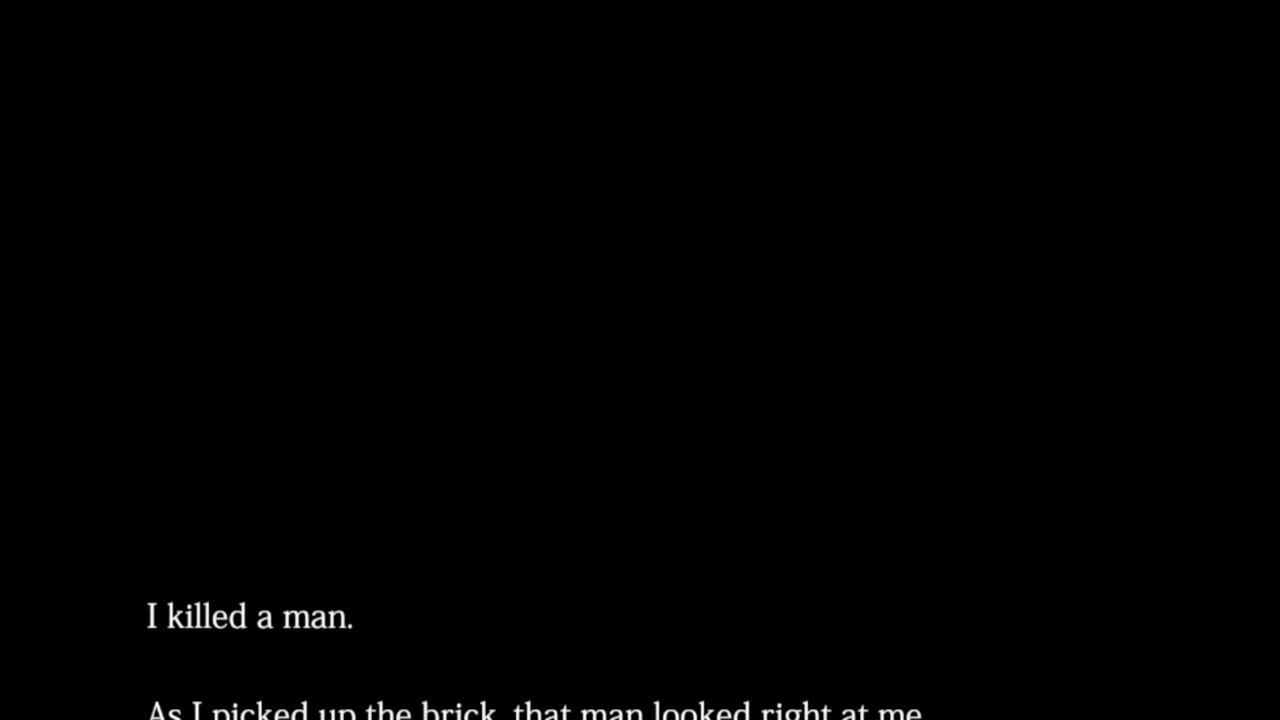 I killed a man.
As I picked up the brick, that man looked right at me